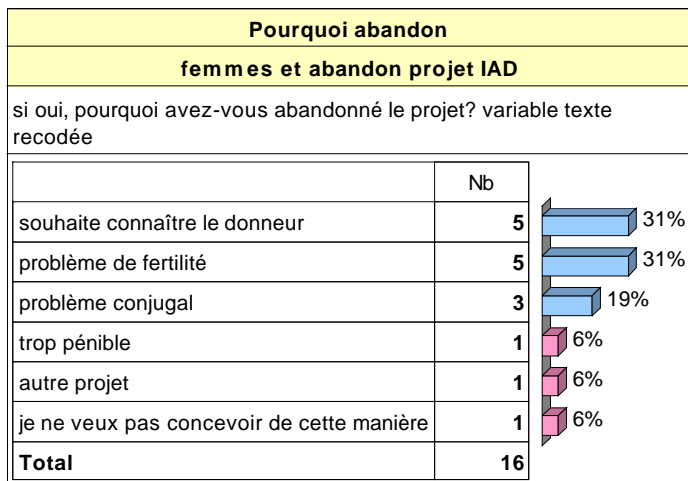 Pourquoi abandon
femmes et abandon projet IAD
si oui, pourquoi avez-vous abandonné le projet? variable texte
recodée
Nb
souhaite connaître le donneur 5 31%
problème de fertilité 5 31%
problème conjugal 3 19%
trop pénible 1 6%
autre projet 1 6%
je ne veux pas concevoir de cette manière 1 6%
Total 16